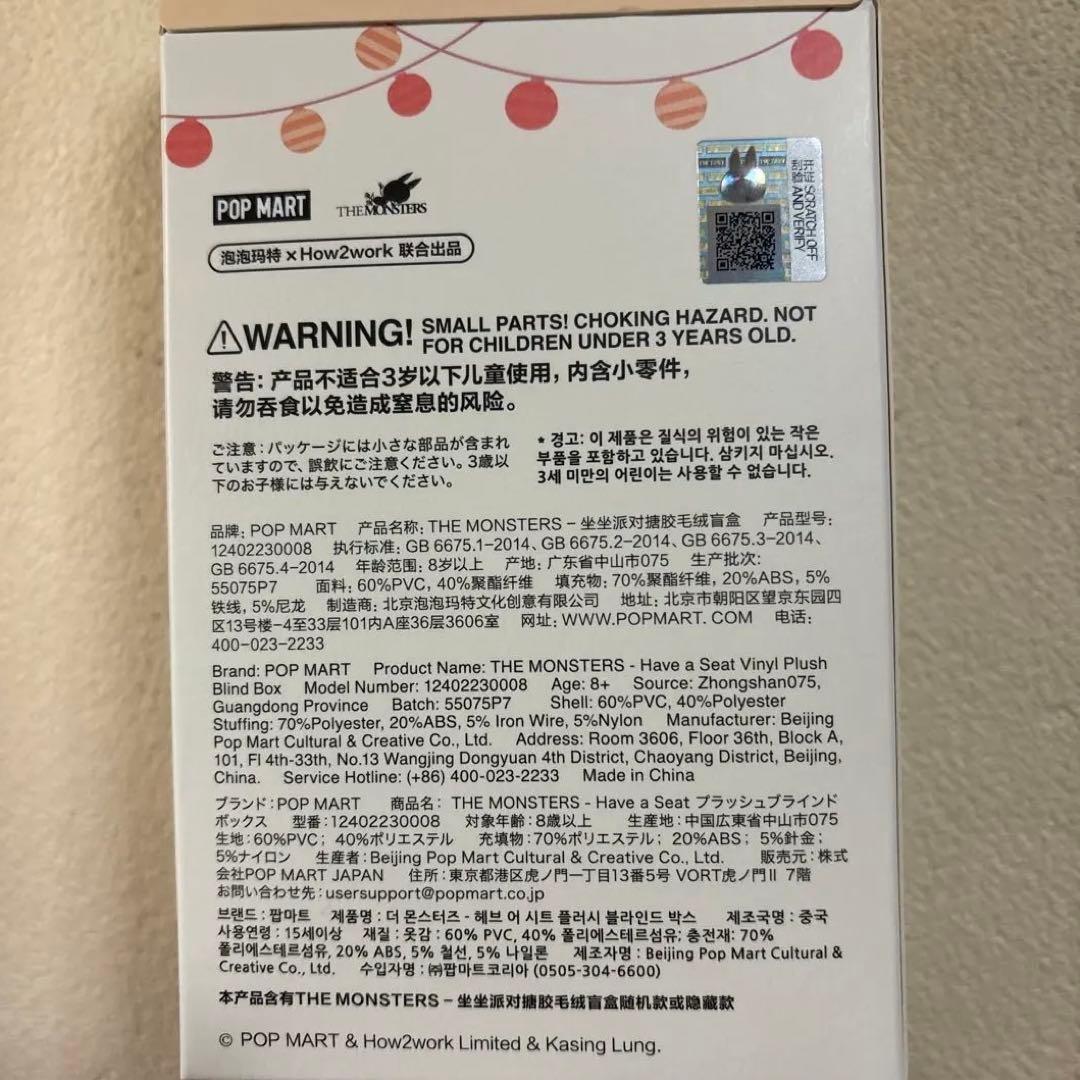 POP MART THE MONSTERS
泡泡玛特 × How2work 联合出品
刮涂层 SCRATCH OFF
AND VERIFY
WARNING! SMALL PARTS! CHOKING HAZARD. NOT
FOR CHILDREN UNDER 3 YEARS OLD.
警告: 产品不适合3岁以下儿童使用, 内含小零件,
请勿吞食以免造成窒息的风险。
ご注意：パッケージには小さな部品が含まれ
ていますので、誤飲にご注意ください。3歳以
下のお子様には与えないでください。
* 경고: 이 제품은 질식의 위험이 있는 작은
부품을 포함하고 있습니다. 삼키지 마십시오.
3세 미만의 어린이는 사용할 수 없습니다.
品牌: POP MART 产品名称: THE MONSTERS – 坐坐派对搪胶毛绒盲盒 产品型号:
12402230008 执行标准: GB 6675.1-2014、GB 6675.2-2014、GB 6675.3-2014、
GB 6675.4-2014 年龄范围: 8岁以上 产地: 广东省中山市075 生产批次:
55075P7 面料: 60%PVC, 40%聚酯纤维 填充物: 70%聚酯纤维, 20%ABS, 5%
铁线, 5%尼龙 制造商: 北京泡泡玛特文化创意有限公司 地址: 北京市朝阳区望京东园四
区13号楼-4至33层101内A座36层3606室 网址: WWW.POPMART. COM 电话:
400-023-2233
Brand: POP MART Product Name: THE MONSTERS - Have a Seat Vinyl Plush
Blind Box Model Number: 12402230008 Age: 8+ Source: Zhongshan075,
Guangdong Province Batch: 55075P7 Shell: 60%PVC, 40%Polyester
Stuffing: 70%Polyester, 20%ABS, 5% Iron Wire, 5%Nylon Manufacturer: Beijing
Pop Mart Cultural & Creative Co., Ltd. Address: Room 3606, Floor 36th, Block A,
101, Fl 4th-33th, No.13 Wangjing Dongyuan 4th District, Chaoyang District, Beijing,
China. Service Hotline: (+86) 400-023-2233 Made in China
ブランド：POP MART 商品名： THE MONSTERS - Have a Seat プラッシュブラインド
ボックス 型番：12402230008 対象年齢：8歳以上 生産地：中国広東省中山市075
生地：60%PVC；40%ポリエステル 充填物：70%ポリエステル；20%ABS；5%針金；
5%ナイロン 生産者：Beijing Pop Mart Cultural & Creative Co., Ltd. 販売元：株式
会社POP MART JAPAN 住所：東京都港区虎ノ門一丁目13番5号 VORT虎ノ門Ⅱ 7階
お問い合わせ先：usersupport@popmart.co.jp
브랜드 : 팝마트 제품명 : 더 몬스터즈 - 헤브 어 시트 플러시 블라인드 박스 제조국명 : 중국
사용연령 : 15세이상 재질 : 옷감 : 60% PVC, 40% 폴리에스테르섬유; 충전재: 70%
폴리에스테르섬유, 20% ABS, 5% 철선, 5% 나일론 제조자명 : Beijing Pop Mart Cultural &
Creative Co., Ltd. 수입자명 : ㈜팝마트코리아 (0505-304-6600)
本产品含有THE MONSTERS – 坐坐派对搪胶毛绒盲盒随机款或隐藏款
© POP MART & How2work Limited & Kasing Lung.